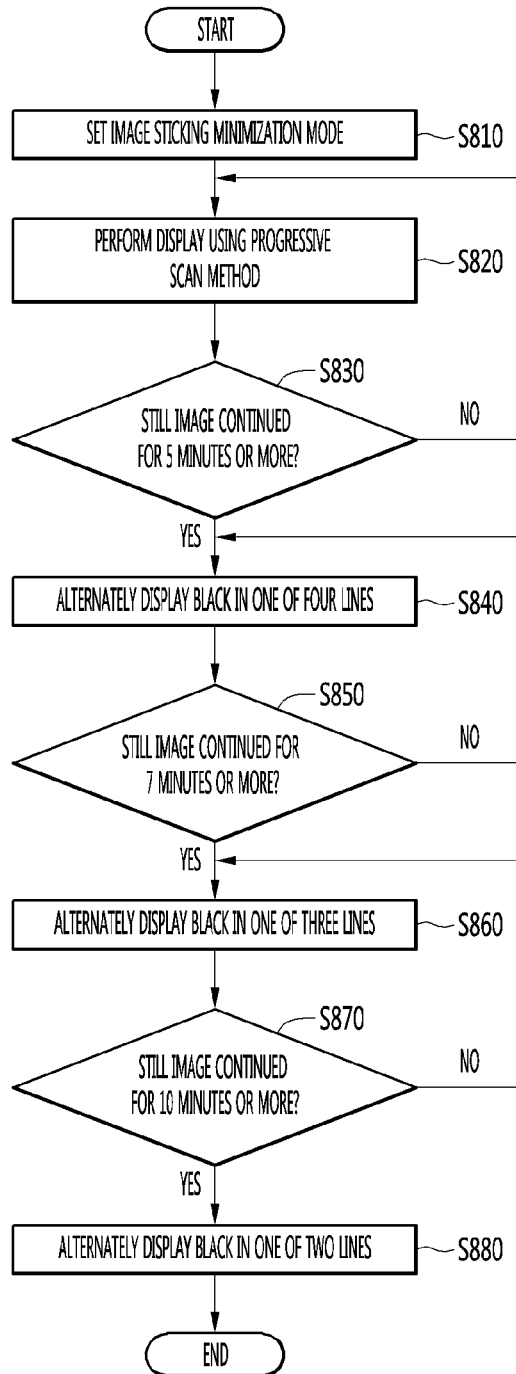 START
SET IMAGE STICKING MINIMIZATION MODE
S810
PERFORM DISPLAY USING PROGRESSIVE
SCAN METHOD
S820
S830
STILL IMAGE CONTINUED
FOR 5 MINUTES OR MORE?
NO
YES
ALTERNATELY DISPLAY BLACK IN ONE OF FOUR LINES
S840
S850
STILL IMAGE CONTINUED FOR
7 MINUTES OR MORE?
NO
YES
ALTERNATELY DISPLAY BLACK IN ONE OF THREE LINES
S860
S870
STILL IMAGE CONTINUED
FOR 10 MINUTES OR MORE?
NO
YES
ALTERNATELY DISPLAY BLACK IN ONE OF TWO LINES
S880
END